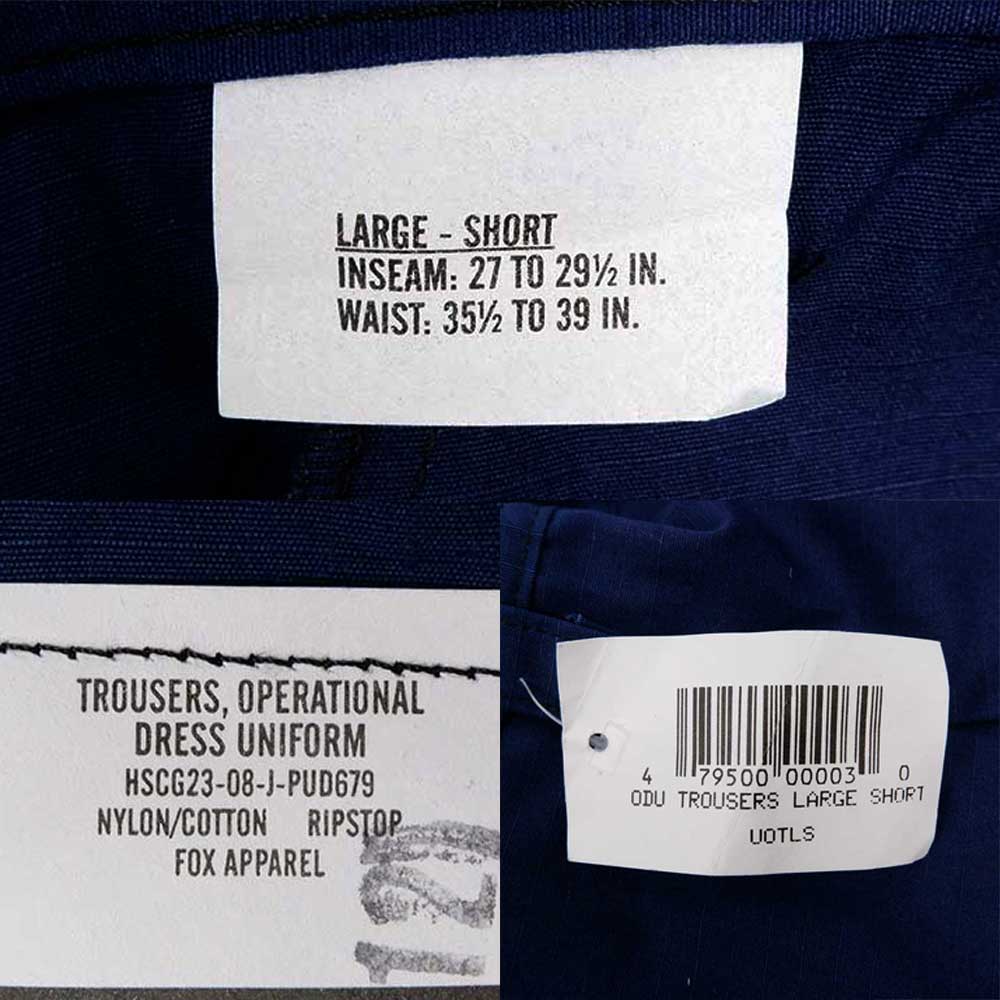 LARGE - SHORT
INSEAM: 27 TO 29½ IN.
WAIST: 35½ TO 39 IN.
TROUSERS, OPERATIONAL
DRESS UNIFORM
HSCG23-08-J-PUD679
NYLON/COTTON RIPSTOP
FOX APPAREL
4 79500 00003 0
ODU TROUSERS LARGE SHORT
UOTLS